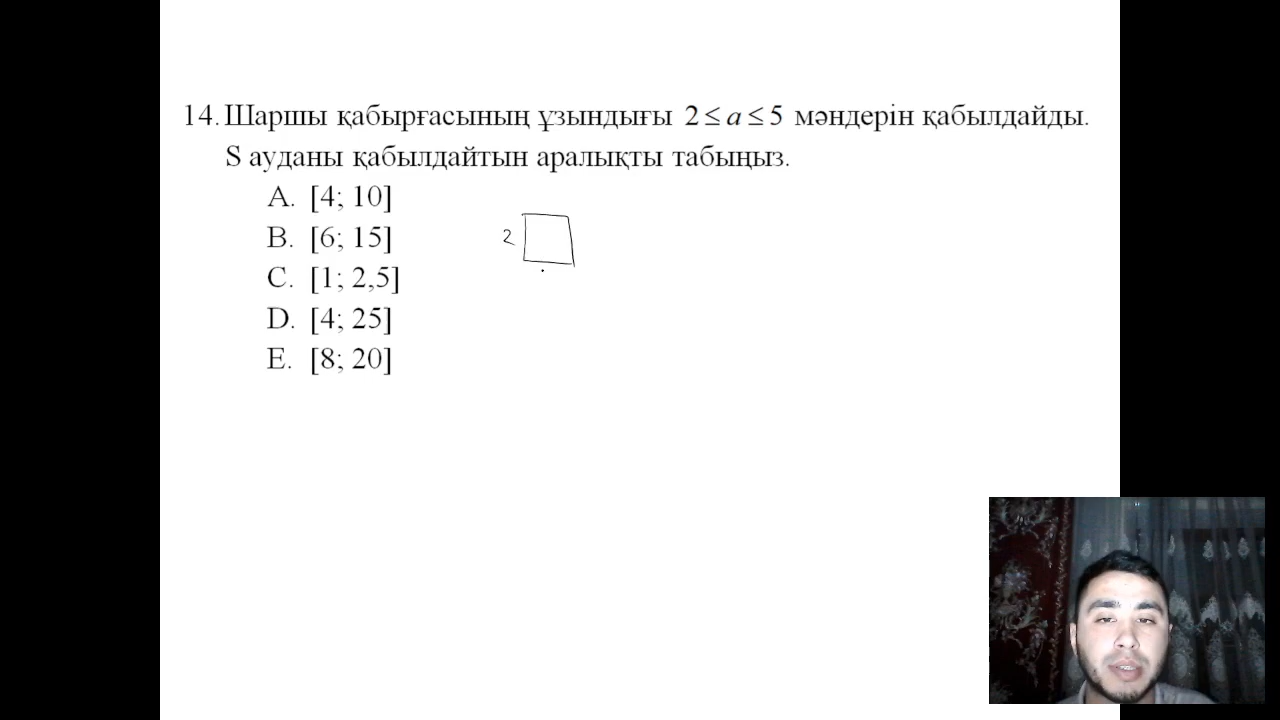 14. Шаршы қабырғасының ұзындығы 2 ≤ a ≤ 5 мәндерін қабылдайды.
S ауданы қабылдайтын аралықты табыңыз.
A. [4; 10]
B. [6; 15]
C. [1; 2,5]
D. [4; 25]
E. [8; 20]
2